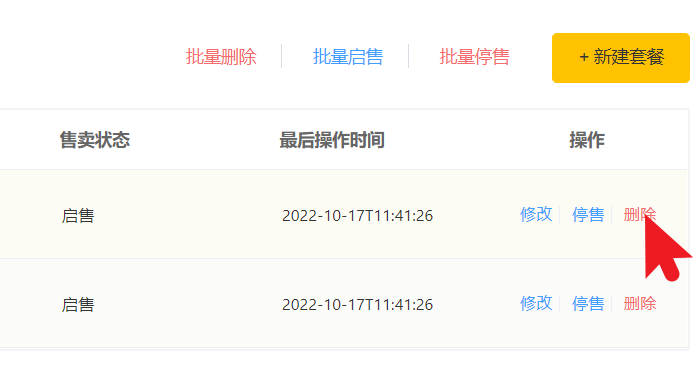 批量删除 批量启售 批量停售 + 新建套餐
售卖状态 最后操作时间 操作
启售 2022-10-17T11:41:26 修改 停售 删除
启售 2022-10-17T11:41:26 修改 停售 删除